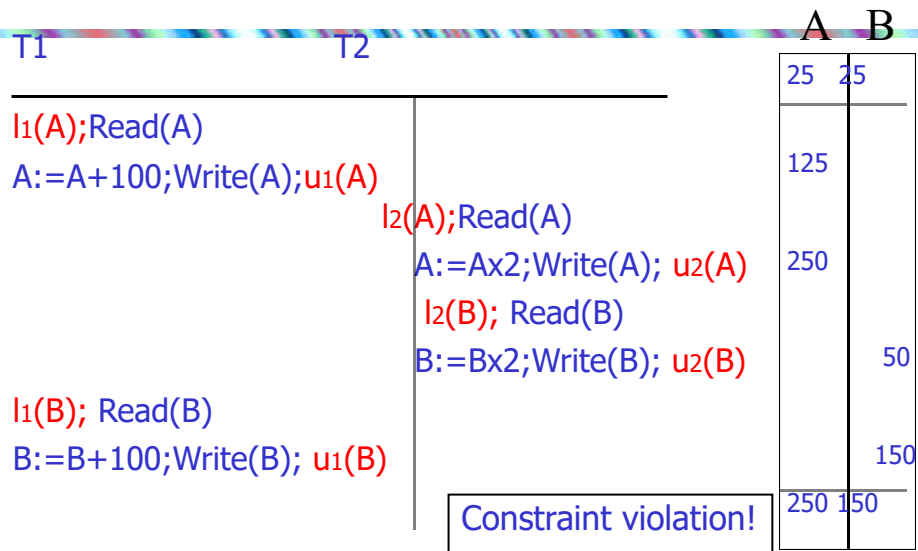 T1 T2 A B
25 25
l1(A);Read(A)
A:=A+100;Write(A);u1(A) 125
l2(A);Read(A)
A:=Ax2;Write(A); u2(A) 250
l2(B); Read(B)
B:=Bx2;Write(B); u2(B) 50
l1(B); Read(B)
B:=B+100;Write(B); u1(B) 150
Constraint violation! 250 150